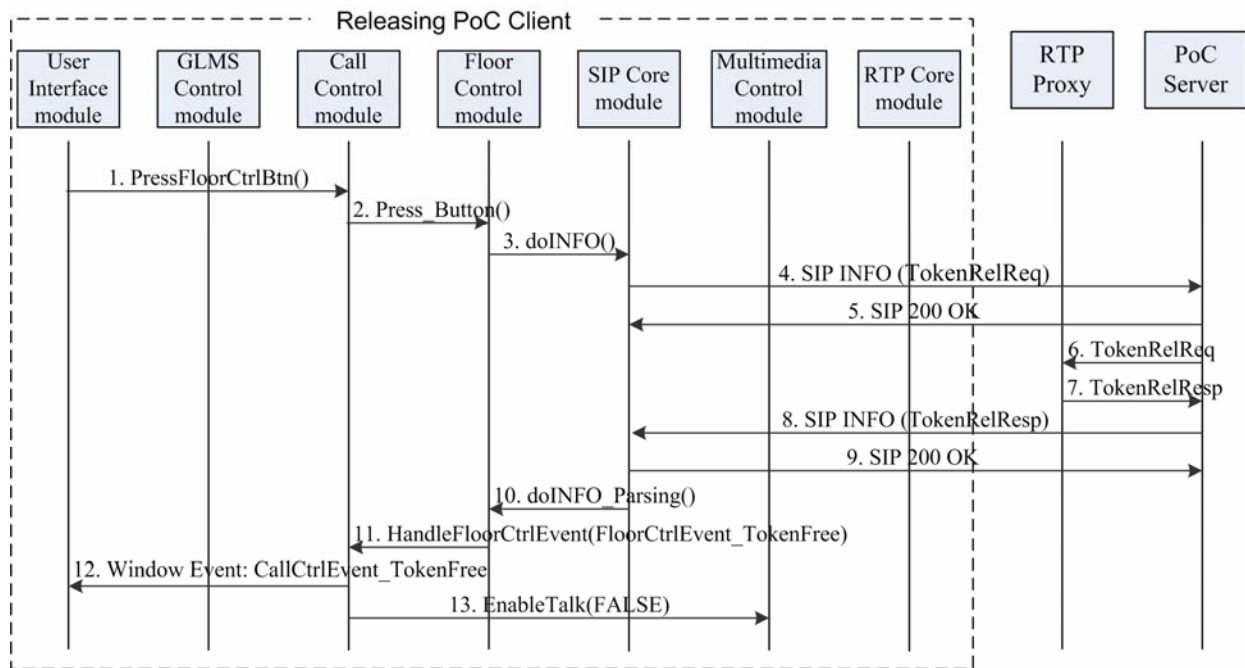 Releasing PoC Client
User
Interface
module
GLMS
Control
module
Call
Control
module
Floor
Control
module
SIP Core
module
Multimedia
Control
module
RTP Core
module
RTP
Proxy
PoC
Server
1. PressFloorCtrlBtn()
2. Press_Button()
3. doINFO()
4. SIP INFO (TokenRelReq)
5. SIP 200 OK
6. TokenRelReq
7. TokenRelResp
8. SIP INFO (TokenRelResp)
9. SIP 200 OK
10. doINFO_Parsing()
11. HandleFloorCtrlEvent(FloorCtrlEvent_TokenFree)
12. Window Event: CallCtrlEvent_TokenFree
13. EnableTalk(FALSE)